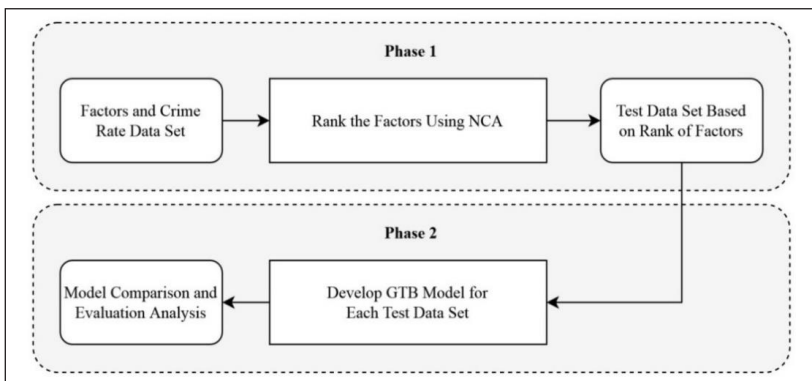 Phase 1
Factors and Crime
Rate Data Set
Rank the Factors Using NCA
Test Data Set Based
on Rank of Factors
Phase 2
Model Comparison and
Evaluation Analysis
Develop GTB Model for
Each Test Data Set